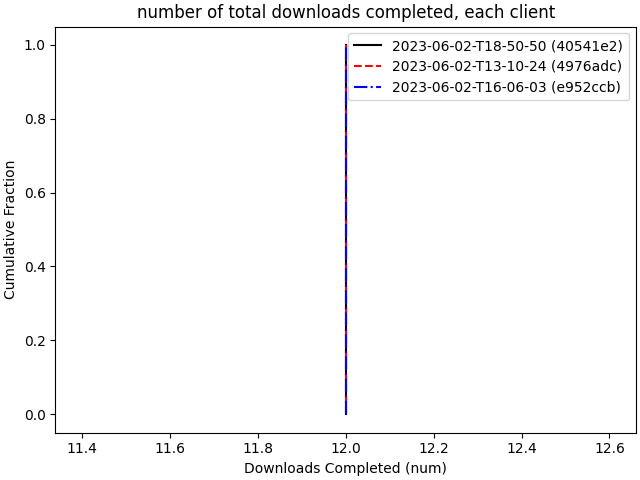 number of total downloads completed, each client
2023-06-02-T18-50-50 (40541e2)
2023-06-02-T13-10-24 (4976adc)
2023-06-02-T16-06-03 (e952ccb)
Cumulative Fraction
1.0
0.8
0.6
0.4
0.2
0.0
11.4 11.6 11.8 12.0 12.2 12.4 12.6
Downloads Completed (num)